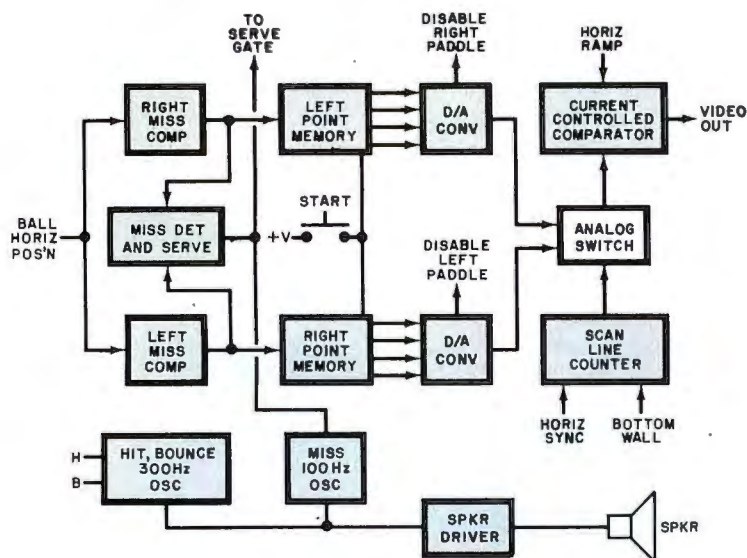 TO
SERVE
GATE
DISABLE
RIGHT
PADDLE
HORIZ
RAMP
RIGHT
MISS
COMP
LEFT
POINT
MEMORY
D/A
CONV
CURRENT
CONTROLLED
COMPARATOR
VIDEO
OUT
BALL
HORIZ
POS'N
MISS DET
AND SERVE
START
+V
DISABLE
LEFT
PADDLE
ANALOG
SWITCH
LEFT
MISS
COMP
RIGHT
POINT
MEMORY
D/A
CONV
SCAN
LINE
COUNTER
HORIZ
SYNC
BOTTOM
WALL
H
B
HIT, BOUNCE
300Hz
OSC
MISS
100Hz
OSC
SPKR
DRIVER
SPKR